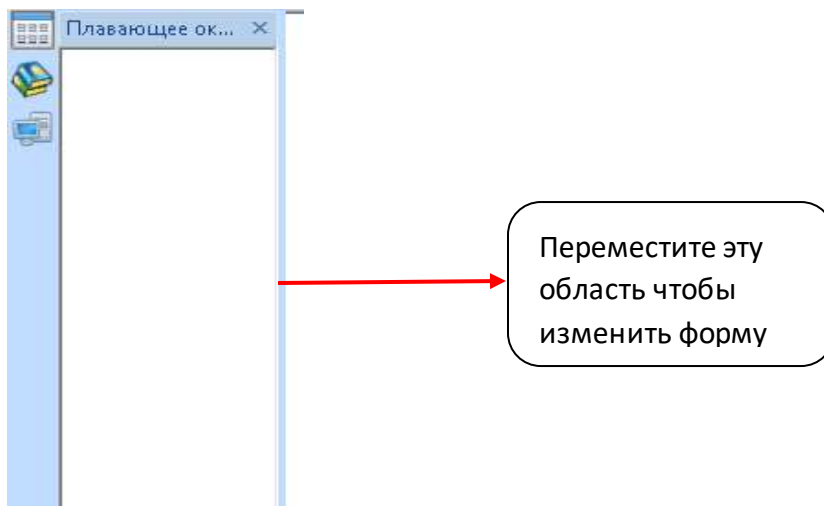 Плавающее ок...
Переместите эту
область чтобы
изменить форму